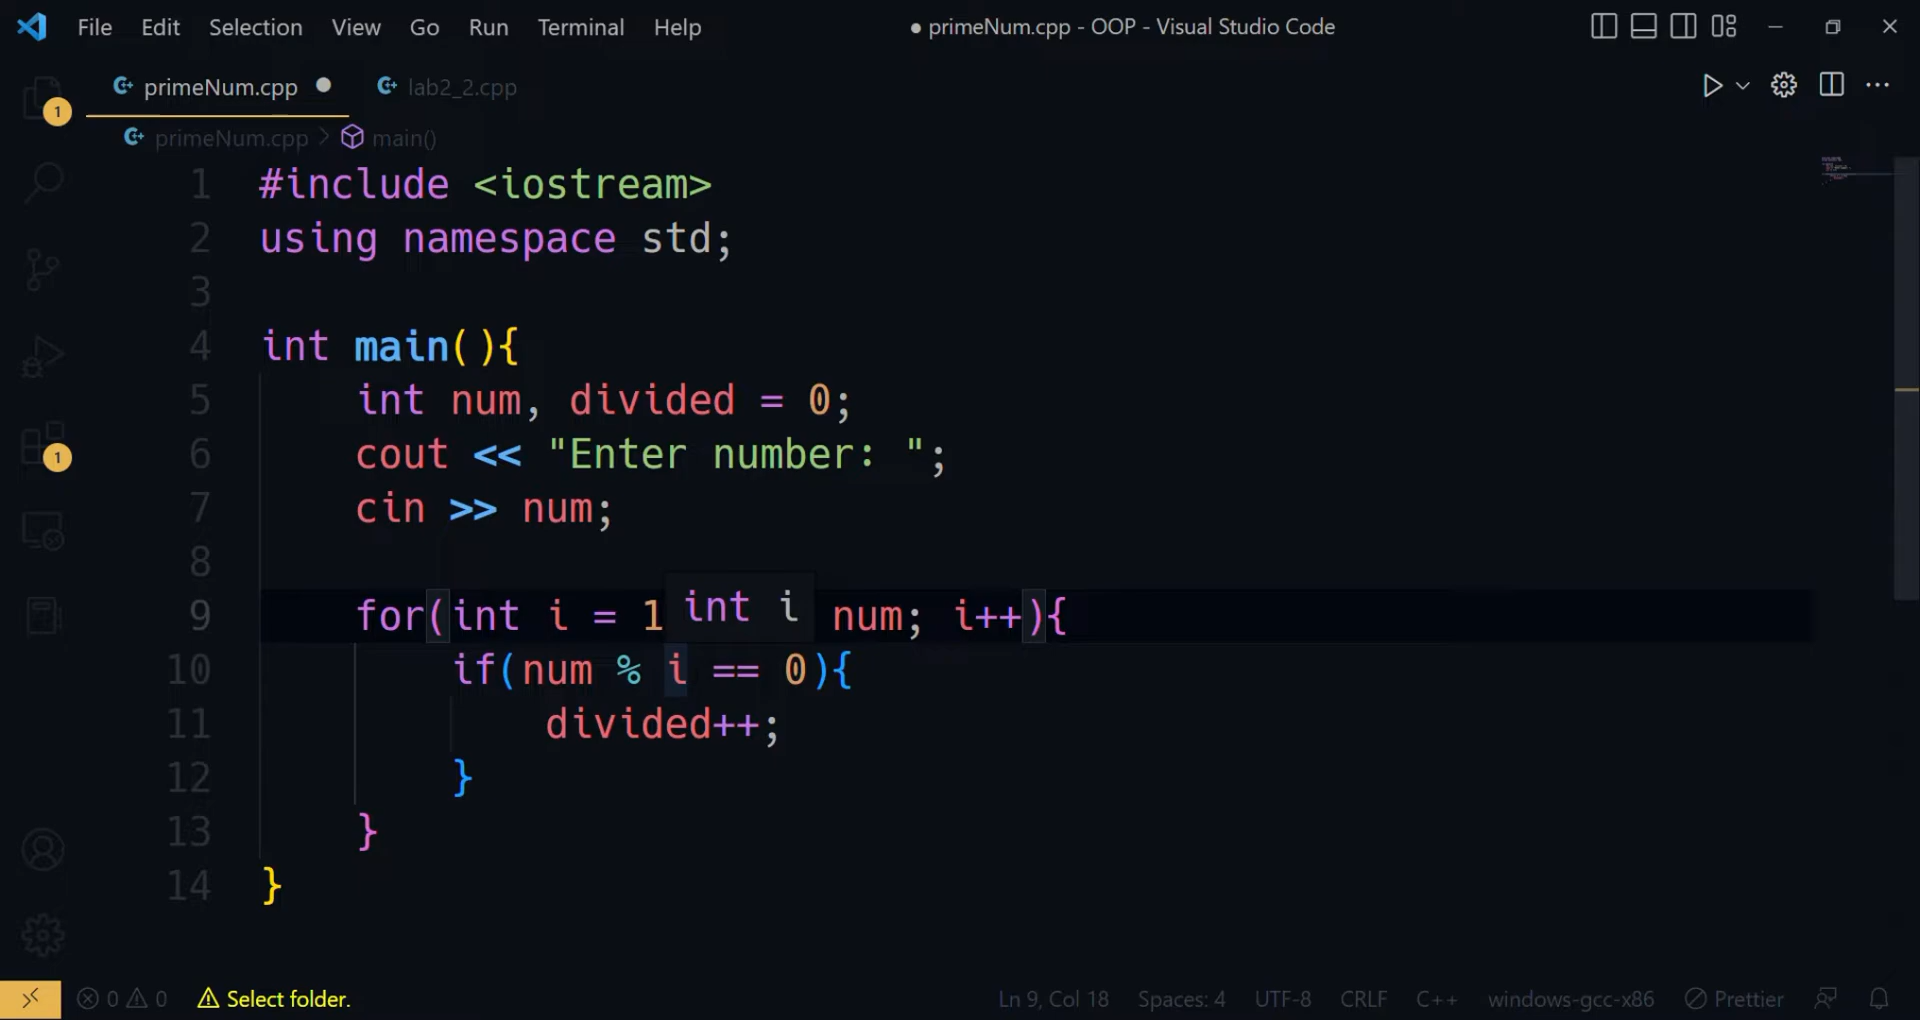 File Edit Selection View Go Run Terminal Help ● primeNum.cpp - OOP - Visual Studio Code
primeNum.cpp ● lab2_2.cpp
1
primeNum.cpp > main()
1 #include <iostream>
2 using namespace std;
3
4 int main(){
5 int num, divided = 0;
6 cout << "Enter number: ";
1
7 cin >> num;
8
9 for(int i = 1 int i num; i++){
10 if(num % i == 0){
11 divided++;
12 }
13 }
14 }
0 0 Select folder. Ln 9, Col 18 Spaces: 4 UTF-8 CRLF C++ windows-gcc-x86 Prettier